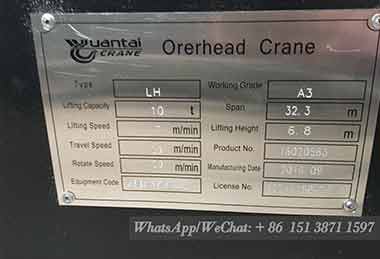 Yuantai
CRANE
Orerhead Crane
Type LH Working Grade A3
Lifting Capacity 10 t Span 32.3 m
Lifting Speed m/min Lifting Height 6.8 m
Travel Speed m/min Product No.
Rotate Speed m/min Manufacturing Date 2016.09
Equipment Code License No.
WhatsApp/WeChat: + 86 151 3871 1597